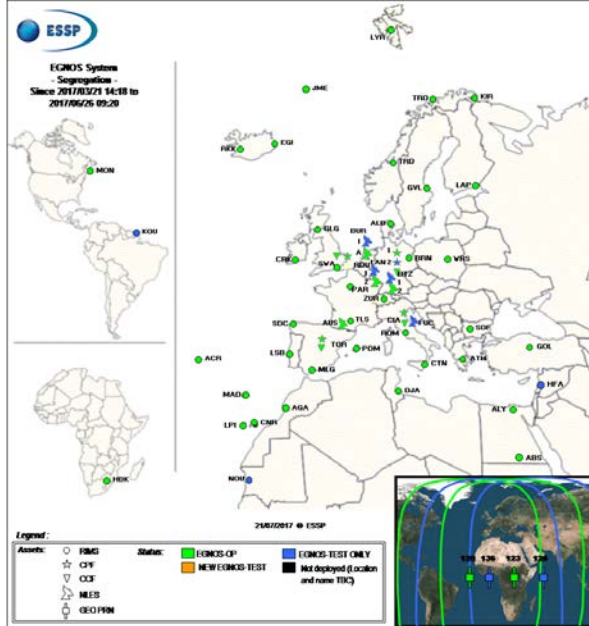 ESSP
EGNOS System
- Segregation -
Since 2017/03/21 14:18 to
2017/06/26 09:20
MON
KOU
HBK
LYR
JME
TRD
KIR
RKK
EGI
TRD
GVL
LAP
GLG
ALB
CRK
SWA
BRN
WRS
PAR
ZUR
SDC
TLS
CIA
FUC
ROM
SOF
TOR
GOL
ACR
LSB
PDM
CTN
ATH
MLG
HFA
MAD
DJA
AGA
ALY
LPI
CNR
NOU
ABS
21/07/2017 @ ESSP
Legend :
Assets:
RIMS
CPF
CCF
NLES
GEO PRN
Status:
EGNOS-OP
NEW EGNOS-TEST
EGNOS-TEST ONLY
Not deployed (Location
and name TBC)
120 136 123 126